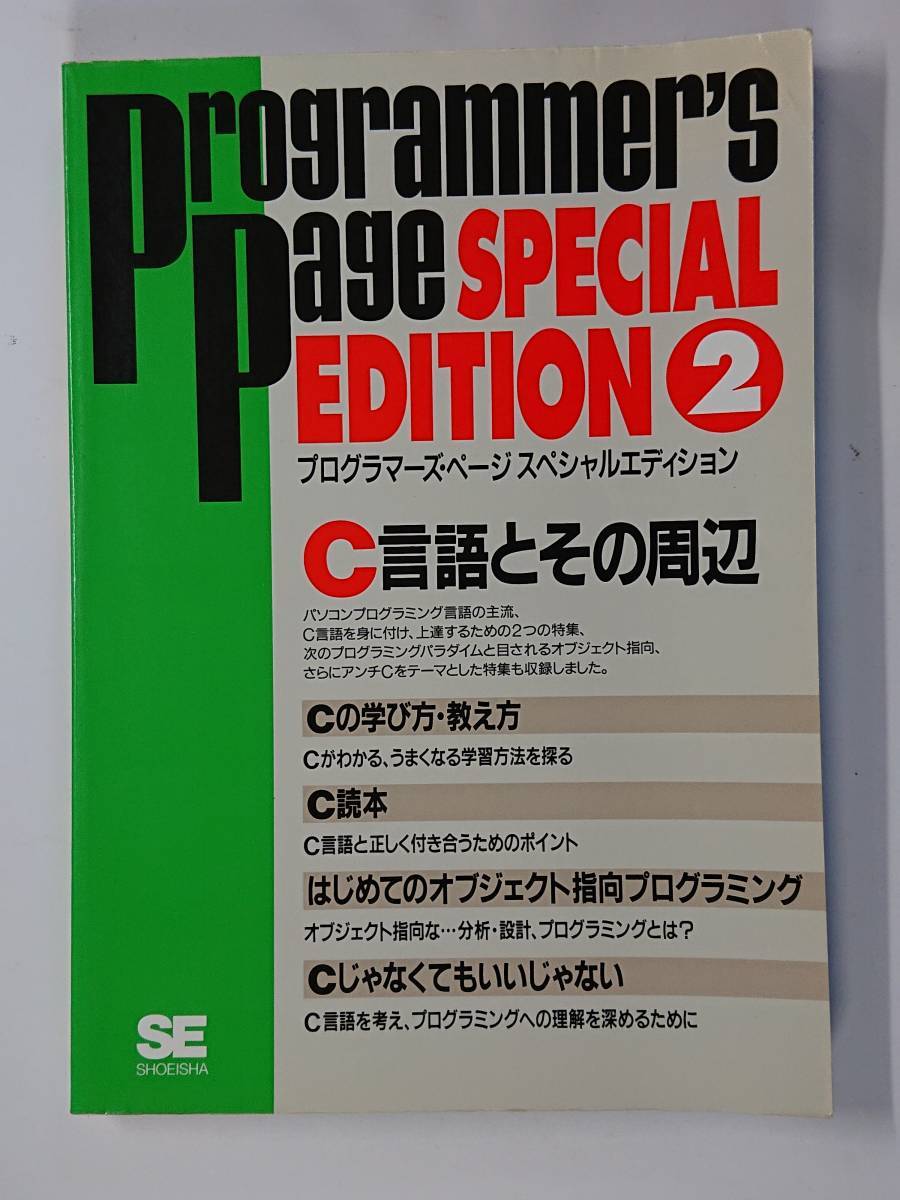 Programmer's
Page SPECIAL
EDITION 2
プログラマーズ・ページ スペシャルエディション
C言語とその周辺
パソコンプログラミング言語の主流、
C言語を身に付け、上達するための2つの特集、
次のプログラミングパラダイムと目されるオブジェクト指向、
さらにアンチCをテーマとした特集も収録しました。
Cの学び方・教え方
Cがわかる、うまくなる学習方法を探る
C読本
C言語と正しく付き合うためのポイント
はじめてのオブジェクト指向プログラミング
オブジェクト指向な…分析・設計、プログラミングとは?
Cじゃなくてもいいじゃない
C言語を考え、プログラミングへの理解を深めるために
SE
SHOEISHA